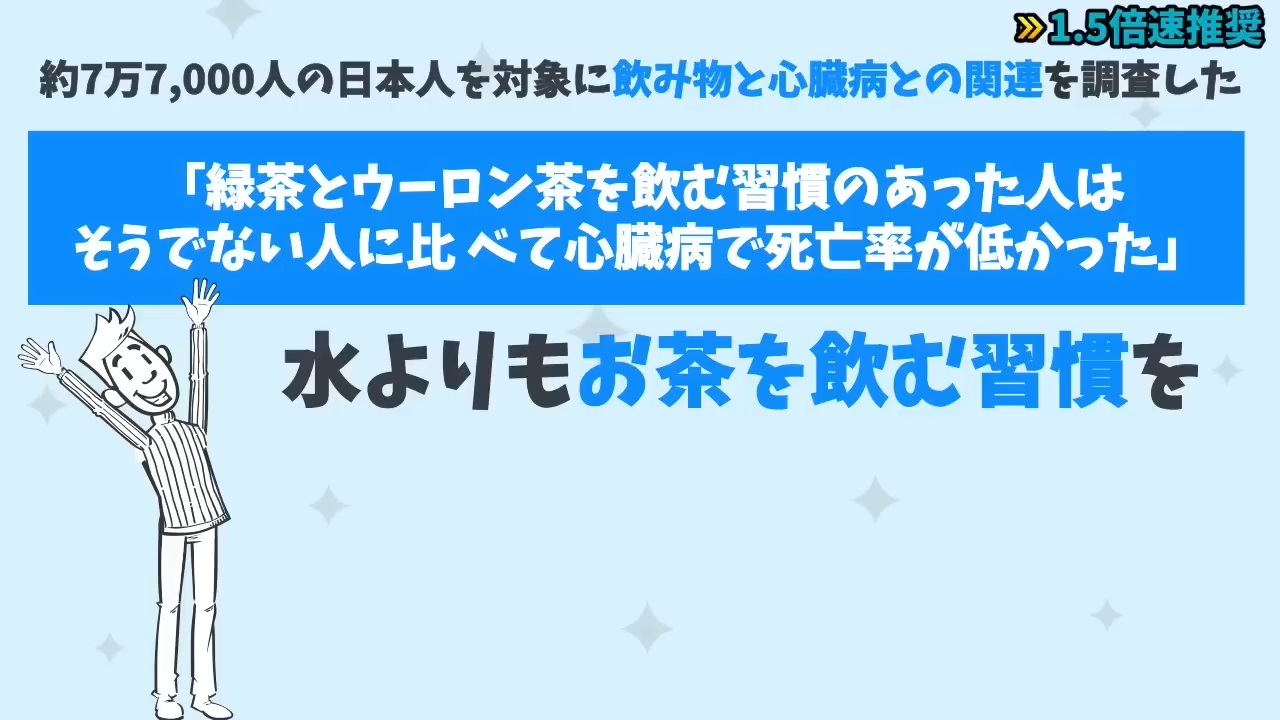 1.5倍速推奨
約7万7,000人の日本人を対象に飲み物と心臓病との関連を調査した
「緑茶とウーロン茶を飲む習慣のあった人は
そうでない人に比べて心臓病で死亡率が低かった」
水よりもお茶を飲む習慣を